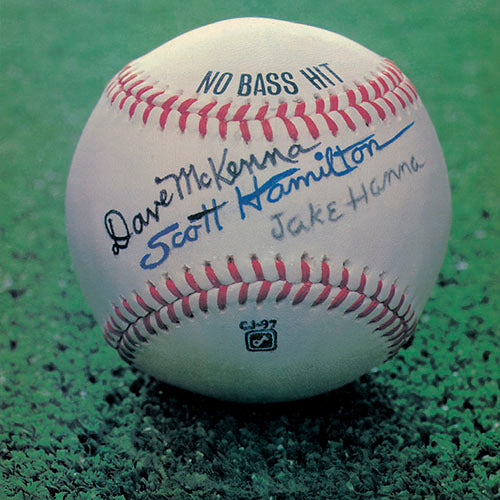 NO BASS HIT
Dave McKenna
Scott Hamilton
Jake Hanna
CJ-97